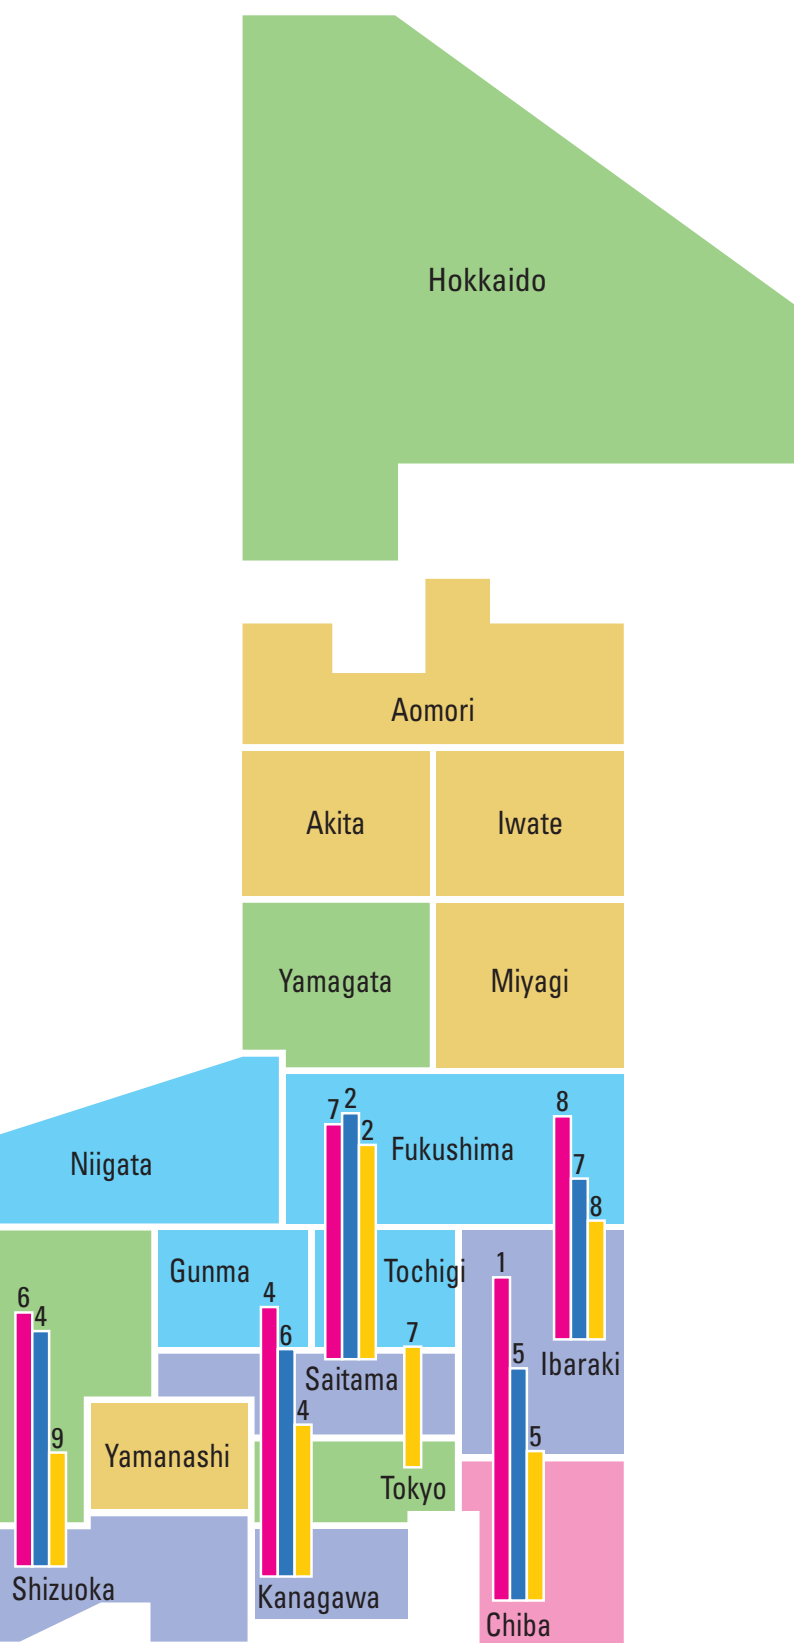 Hokkaido
Aomori
Akita
Iwate
Yamagata
Miyagi
Niigata
7
2
2
Fukushima
8
7
8
Gunma
Tochigi
1
6
4
4
6
7
5
Saitama
Ibaraki
4
9
5
Yamanashi
Tokyo
Shizuoka
Kanagawa
Chiba